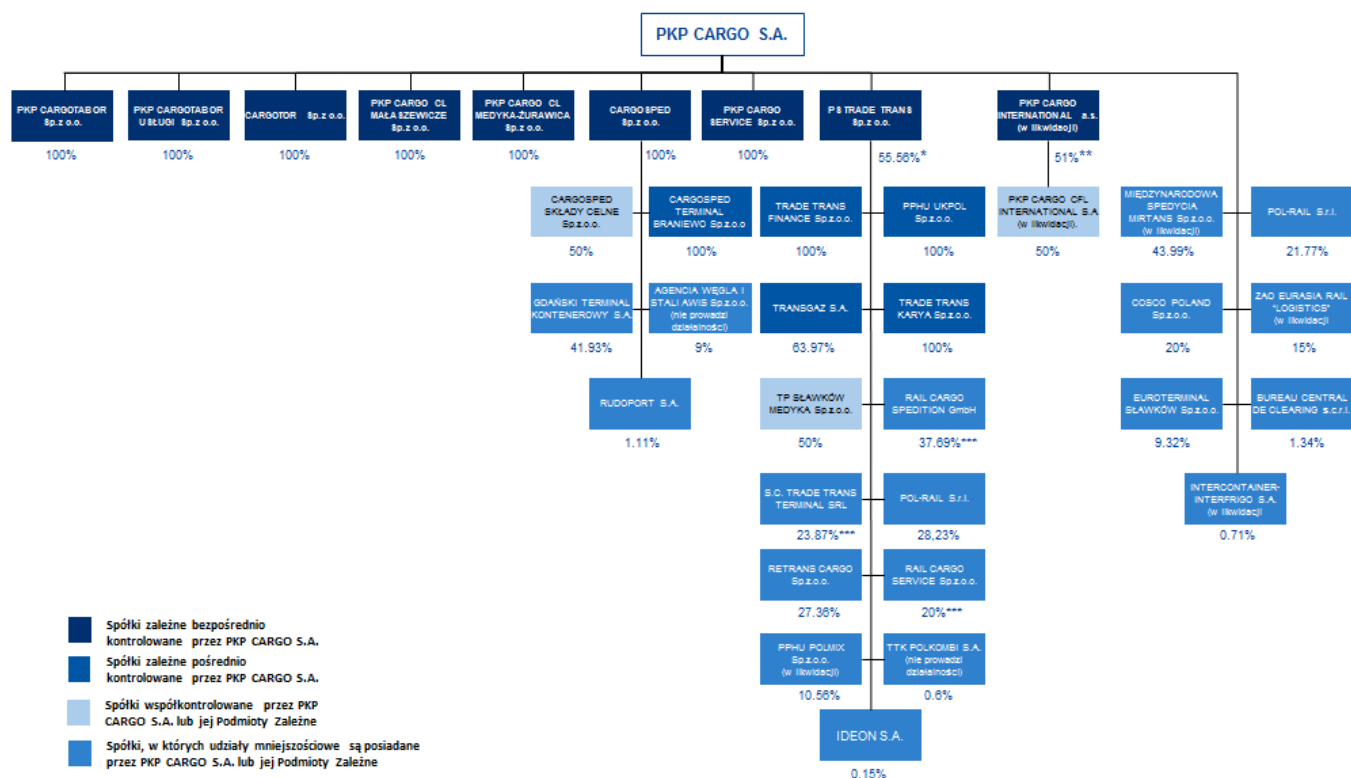 PKP CARGO S.A.
PKP CARGOTABOR
Sp.z o.o.
100%
PKP CARGOTABOR
USŁUGI Sp.z o.o.
100%
CARGOTOR Sp.z o.o.
100%
PKP CARGO CL
MAŁASZEWICZE
Sp.z o.o.
100%
PKP CARGO CL
MEDYKA-ŻURAWICA
Sp.z o.o.
100%
CARGOSPED
Sp.z o.o.
100%
PKP CARGO
SERVICE Sp.z o.o.
100%
PS TRADE TRANS
Sp.z o.o.
55.56%*
PKP CARGO
INTERNATIONAL a.s.
(w likwidacji)
51%**
CARGOSPED
SKŁADY CELNE
Sp.z.o.o.
50%
CARGOSPED
TERMINAL
BRANIEWO Sp.z.o.o
100%
TRADE TRANS
FINANCE Sp.z.o.o.
100%
PPHU UKPOL
Sp.z.o.o.
100%
PKP CARGO CFL
INTERNATIONAL S.A
(w likwidacji).
50%
MIĘDZYNARODOWA
SPEDYCIA
MIRTANS Sp.z.o.o.
(w likwidacji)
43.99%
POL-RAIL S.r.l.
21.77%
GDAŃSKI TERMINAL
KONTENEROWY S.A.
41.93%
AGENCIA WĘGLA I
STALI AWIS Sp.z.o.o.
(nie prowadzi
działalności)
9%
TRANSGAZ S.A.
63.97%
TRADE TRANS
KARYA Sp.z.o.o.
100%
COSCO POLAND
Sp.z.o.o.
20%
ZAO EURASIA RAIL
"LOGISTICS"
(w likwidacji
15%
RUDOPORT S.A.
1.11%
TP SŁAWKÓW
MEDYKA Sp.z.o.o.
50%
RAIL CARGO
SPEDITION GmbH
37.69%***
EUROTERMINAL
SŁAWKÓW Sp.z.o.o.
9.32%
BUREAU CENTRAL
DE CLEARING s.c.r.l.
1.34%
S.C. TRADE TRANS
TERMINAL SRL
23.87%***
POL-RAIL S.r.l.
28,23%
INTERCONTAINER-
INTERFRIGO S.A.
(w likwidacji
0.71%
RETRANS CARGO
Sp.z.o.o.
27.36%
RAIL CARGO
SERVICE Sp.z.o.o.
20%***
PPHU POLMIX
Sp.z.o.o.
(w likwidacji)
10.56%
TTK POLKOMBI S.A.
(nie prowadzi
działalności)
0.6%
IDEON S.A.
0.15%
Spółki zależne bezpośrednio
kontrolowane przez PKP CARGO S.A.
Spółki zależne pośrednio
kontrolowane przez PKP CARGO S.A.
Spółki współkontrolowane przez PKP
CARGO S.A. lub jej Podmioty Zależne
Spółki, w których udziały mniejszościowe są posiadane
przez PKP CARGO S.A. lub jej Podmioty Zależne